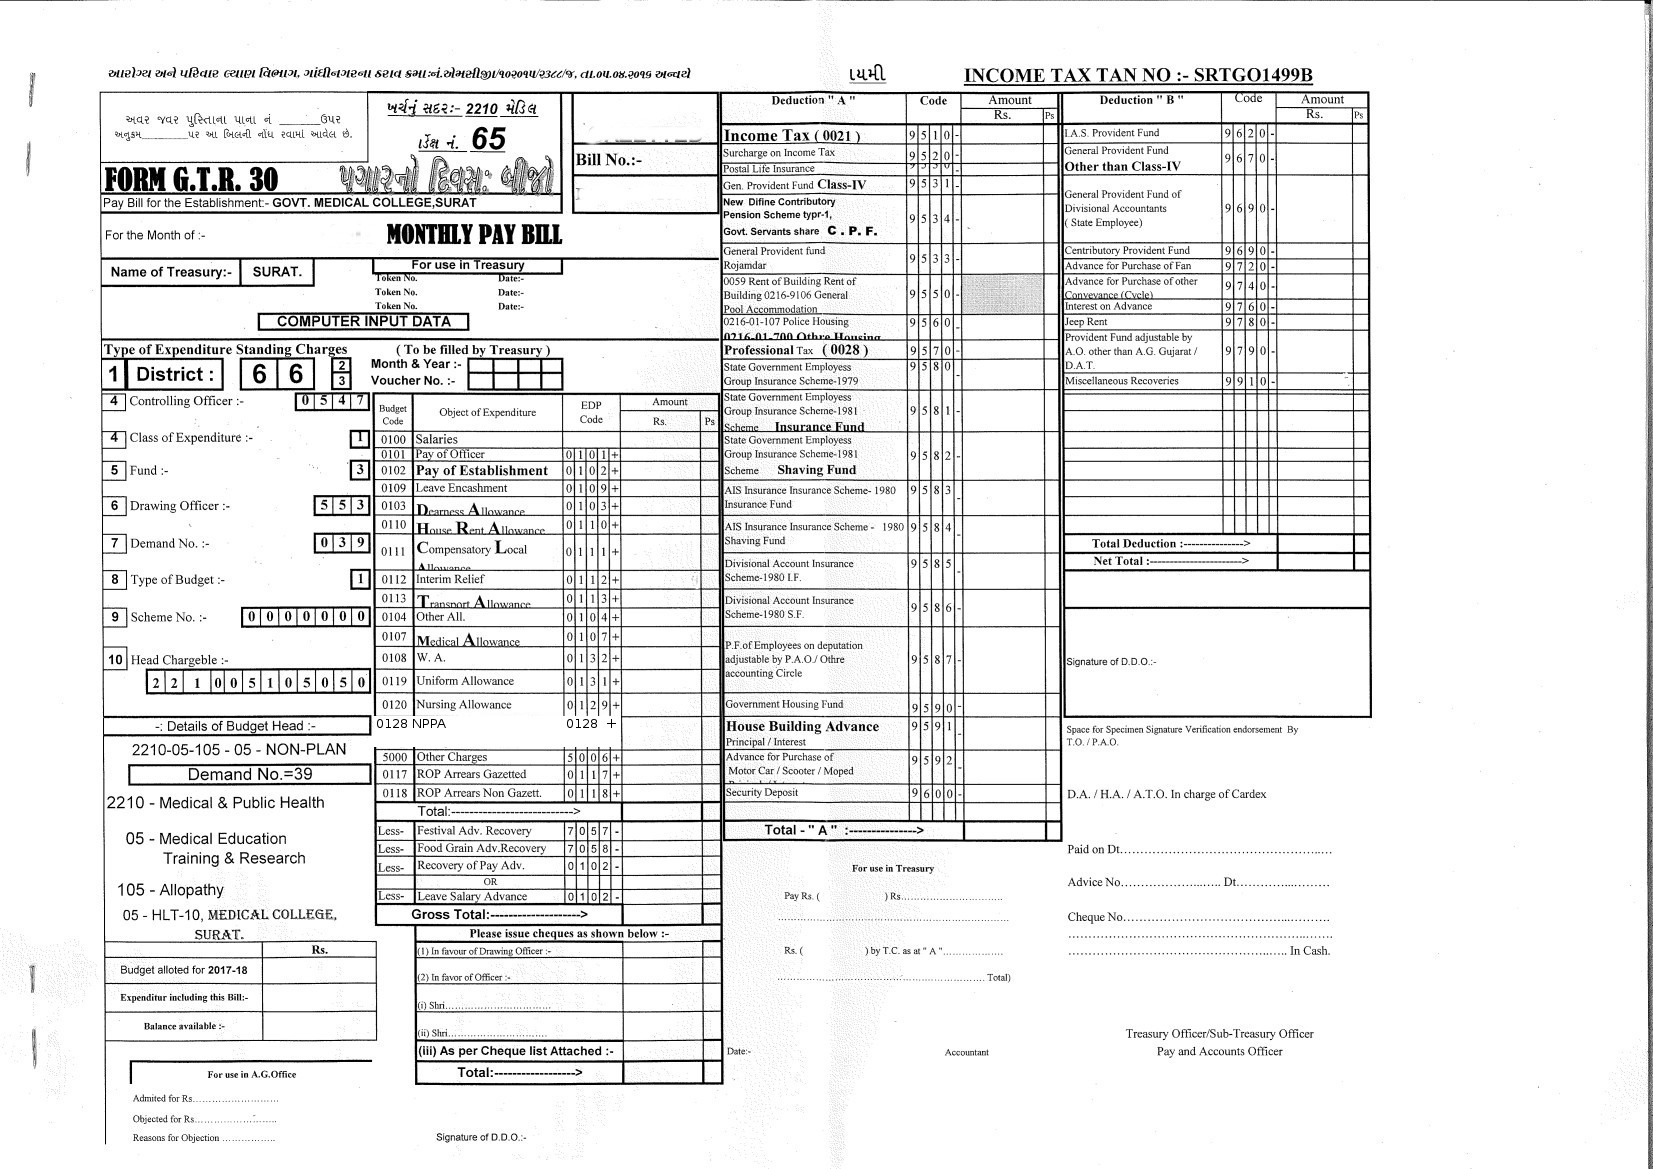 આરોગ્ય અને પરિવાર લ્યાણ વિભાગ, ગાંધીનગરના ઠરાવ ક્રમાઃનં.એમસીજી/૧૦૨૦૧૫/૨૩૮૮/જ, તા.૦૫.૦૪.૨૦૧૭ અન્વયે
ાયમી
INCOME TAX TAN NO :- SRTGO1499B
અવર જવર પુસ્તિના પાના નં ______ઉપર
અનુક્રમ________પર આ બિલની નોંધ રવામાં આવેલ છે.
ખર્ચનું સદર:- 2210 મેડિલ
ડિક્ષ નં. 65
FORM G.T.R. 30
પગારનો દિવસ: બીજો
Bill No.:-
Pay Bill for the Establishment:- GOVT. MEDICAL COLLEGE,SURAT
For the Month of :-
MONTHLY PAY BILL
Name of Treasury:- SURAT.
For use in Treasury
Token No. Date:-
Token No. Date:-
Token No. Date:-
COMPUTER INPUT DATA
Type of Expenditure Standing Charges
( To be filled by Treasury )
1 District : 6 6 2
3
Month & Year :-
Voucher No. :-
4 Controlling Officer :- 0 5 4 7
4 Class of Expenditure :- 1
5 Fund :- 3
6 Drawing Officer :- 5 5 3
7 Demand No. :- 0 3 9
8 Type of Budget :- 1
9 Scheme No. :- 0 0 0 0 0 0 0
10 Head Chargeable :-
2 2 1 0 0 5 1 0 5 0 5 0
-: Details of Budget Head :-
2210-05-105 - 05 - NON-PLAN
Demand No.=39
2210 - Medical & Public Health
05 - Medical Education
Training & Research
105 - Allopathy
05 - HLT-10, MEDICAL COLLEGE,
SURAT.
Rs.
Budget alloted for 2017-18
Expenditur including this Bill:-
Balance available :-
For use in A.G.Office
Admited for Rs...........................
Objected for Rs...........................
Reasons for Objection .................
Budget Code Object of Expenditure EDP Code Amount
Rs. Ps
0100 Salaries
0101 Pay of Officer 0 1 0 1 +
0102 Pay of Establishment 0 1 0 2 +
0109 Leave Encashment 0 1 0 9 +
0103 Dearness Allowance 0 1 0 3 +
0110 House Rent Allowance 0 1 1 0 +
0111 Compensatory Local Allowance 0 1 1 1 +
0112 Interim Relief 0 1 1 2 +
0113 Transport Allowance 0 1 1 3 +
0104 Other All. 0 1 0 4 +
0107 Medical Allowance 0 1 0 7 +
0108 W. A. 0 1 3 2 +
0119 Uniform Allowance 0 1 3 1 +
0120 Nursing Allowance 0 1 2 9 +
0128 NPPA 0128 +
5000 Other Charges 5 0 0 6 +
0117 ROP Arrears Gazetted 0 1 1 7 +
0118 ROP Arrears Non Gazett. 0 1 1 8 +
Total:---------------------------->
Less- Festival Adv. Recovery 7 0 5 7 -
Less- Food Grain Adv.Recovery 7 0 5 8 -
Less- Recovery of Pay Adv. 0 1 0 2 -
OR
Less- Leave Salary Advance 0 1 0 2 -
Gross Total:-------------------->
Please issue cheques as shown below :-
(1) In favour of Drawing Officer :-
(2) In favor of Officer :-
(i) Shri...................................
(ii) Shri.................................
(iii) As per Cheque list Attached :-
Total:------------------>
Signature of D.D.O.:-
Deduction " A " Code Amount
Rs. Ps
Income Tax ( 0021 ) 9 5 1 0 -
Surcharge on Income Tax 9 5 2 0 -
Postal Life Insurance 9 5 3 0 -
Gen. Provident Fund Class-IV 9 5 3 1 -
New Difine Contributory
Pension Scheme typr-1, 9 5 3 4 -
Govt. Servants share C . P. F.
General Provident fund
Rojamdar 9 5 3 3 -
0059 Rent of Building Rent of
Building 0216-9106 General 9 5 5 0 -
Pool Accommodation
0216-01-107 Police Housing 9 5 6 0 -
0216-01-700 Othre Housing
Professional Tax ( 0028 ) 9 5 7 0 -
State Government Employess 9 5 8 0 -
Group Insurance Scheme-1979
State Government Employess
Group Insurance Scheme-1981 9 5 8 1 -
Scheme Insurance Fund
State Government Employess
Group Insurance Scheme-1981 9 5 8 2 -
Scheme Shaving Fund
AIS Insurance Insurance Scheme- 1980 9 5 8 3 -
Insurance Fund
AIS Insurance Insurance Scheme - 1980 9 5 8 4 -
Shaving Fund
Divisional Account Insurance 9 5 8 5 -
Scheme-1980 I.F.
Divisional Account Insurance 9 5 8 6 -
Scheme-1980 S.F.
P.F.of Employees on deputation
adjustable by P.A.O./ Othre 9 5 8 7 -
accounting Circle
Government Housing Fund 9 5 9 0 -
House Building Advance 9 5 9 1 -
Principal / Interest
Advance for Purchase of 9 5 9 2 -
Motor Car / Scooter / Moped
Security Deposit 9 6 0 0 -
Total - " A " :--------------->
For use in Treasury
Pay Rs. ( ) Rs...............................
Rs. ( ) by T.C. as at " A "...................
............................................................... Total)
Date:- Accountant
Deduction " B " Code Amount
Rs. Ps
I.A.S. Provident Fund 9 6 2 0 -
General Provident Fund 9 6 7 0 -
Other than Class-IV
General Provident Fund of
Divisional Accountants 9 6 9 0 -
( State Employee)
Centributory Provident Fund 9 6 9 0 -
Advance for Purchase of Fan 9 7 2 0 -
Advance for Purchase of other 9 7 4 0 -
Conveyance (Cycle)
Interest on Advance 9 7 6 0 -
Jeep Rent 9 7 8 0 -
Provident Fund adjustable by
A.O. other than A.G. Gujarat / 9 7 9 0 -
D.A.T.
Miscellaneous Recoveries 9 9 1 0 -
Total Deduction :--------------->
Net Total :----------------------->
Signature of D.D.O.:-
Space for Specimen Signature Verification endorsement By
T.O. / P.A.O.
D.A. / H.A. / A.T.O. In charge of Cardex
Paid on Dt.........................................................
Advice No......................... Dt...................
Cheque No.......................................................
........................................................... In Cash.
Treasury Officer/Sub-Treasury Officer
Pay and Accounts Officer